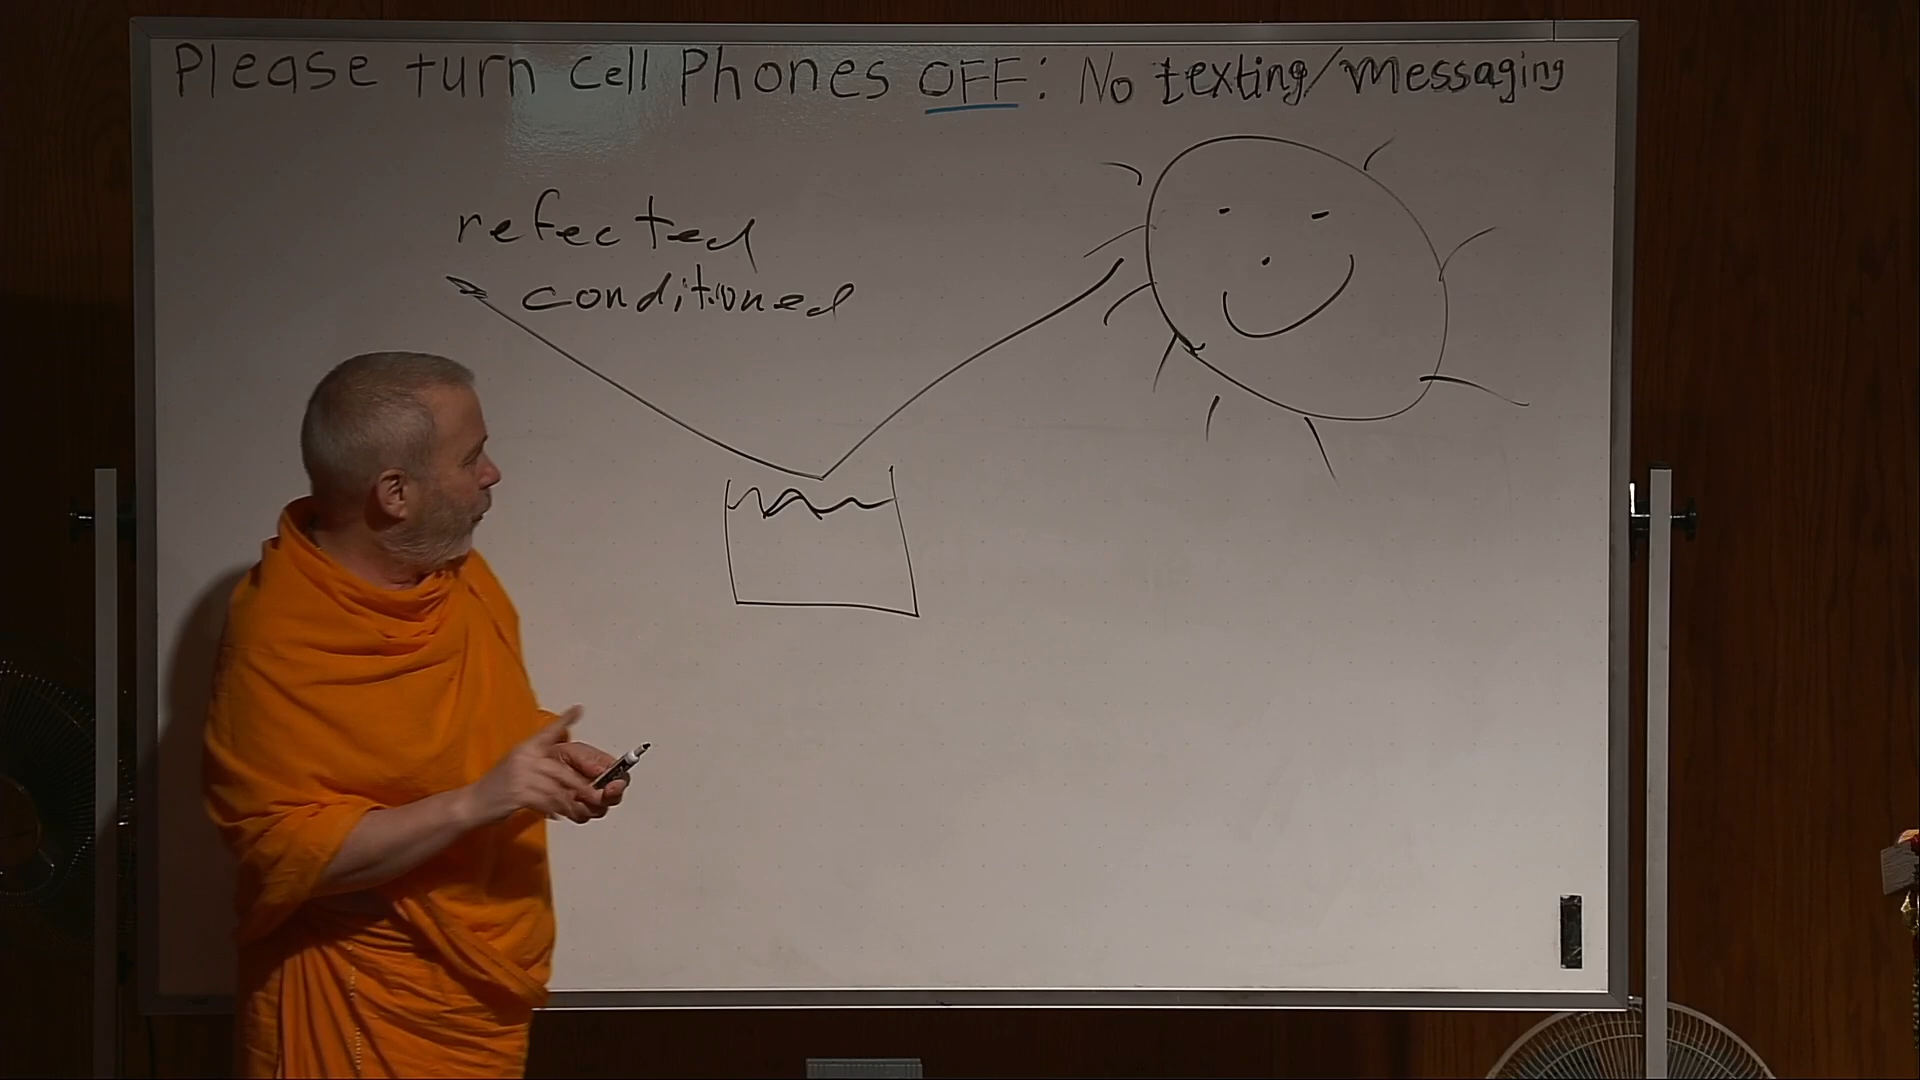 Please turn cell Phones OFF: No texting/messaging
refected
conditioned